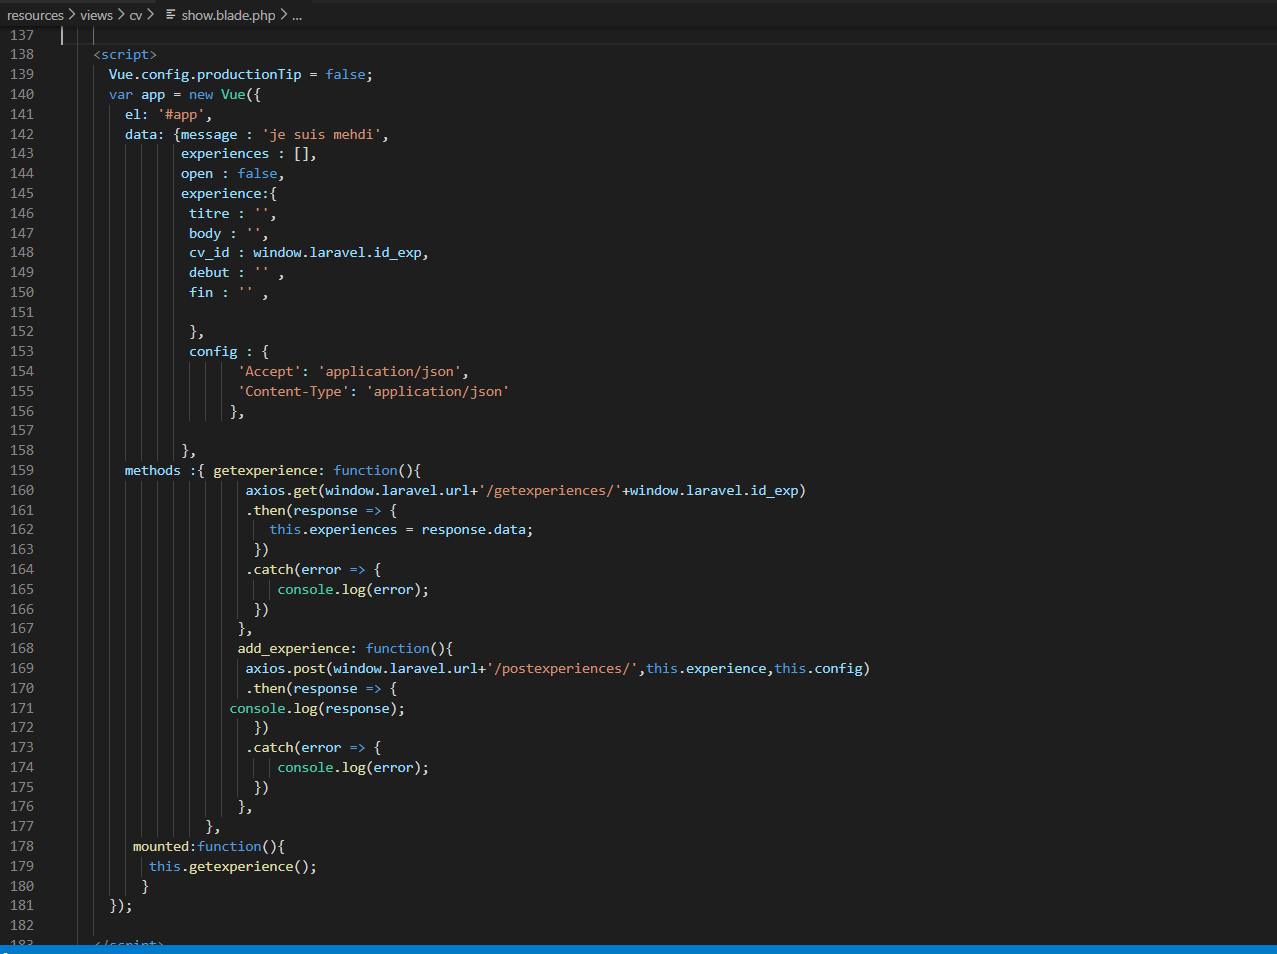 resources > views > cv > show.blade.php > ...
137
138 <script>
139 Vue.config.productionTip = false;
140 var app = new Vue({
141 el: '#app',
142 data: {message : 'je suis mehdi',
143 experiences : [],
144 open : false,
145 experience:{
146 titre : '',
147 body : '',
148 cv_id : window.laravel.id_exp,
149 debut : '' ,
150 fin : '' ,
151
152 },
153 config : {
154 'Accept': 'application/json',
155 'Content-Type': 'application/json'
156 },
157
158 },
159 methods :{ getexperience: function(){
160 axios.get(window.laravel.url+'/getexperiences/'+window.laravel.id_exp)
161 .then(response => {
162 this.experiences = response.data;
163 })
164 .catch(error => {
165 console.log(error);
166 })
167 },
168 add_experience: function(){
169 axios.post(window.laravel.url+'/postexperiences/',this.experience,this.config)
170 .then(response => {
171 console.log(response);
172 })
173 .catch(error => {
174 console.log(error);
175 })
176 },
177 },
178 mounted:function(){
179 this.getexperience();
180 }
181 });
182
183 </script>